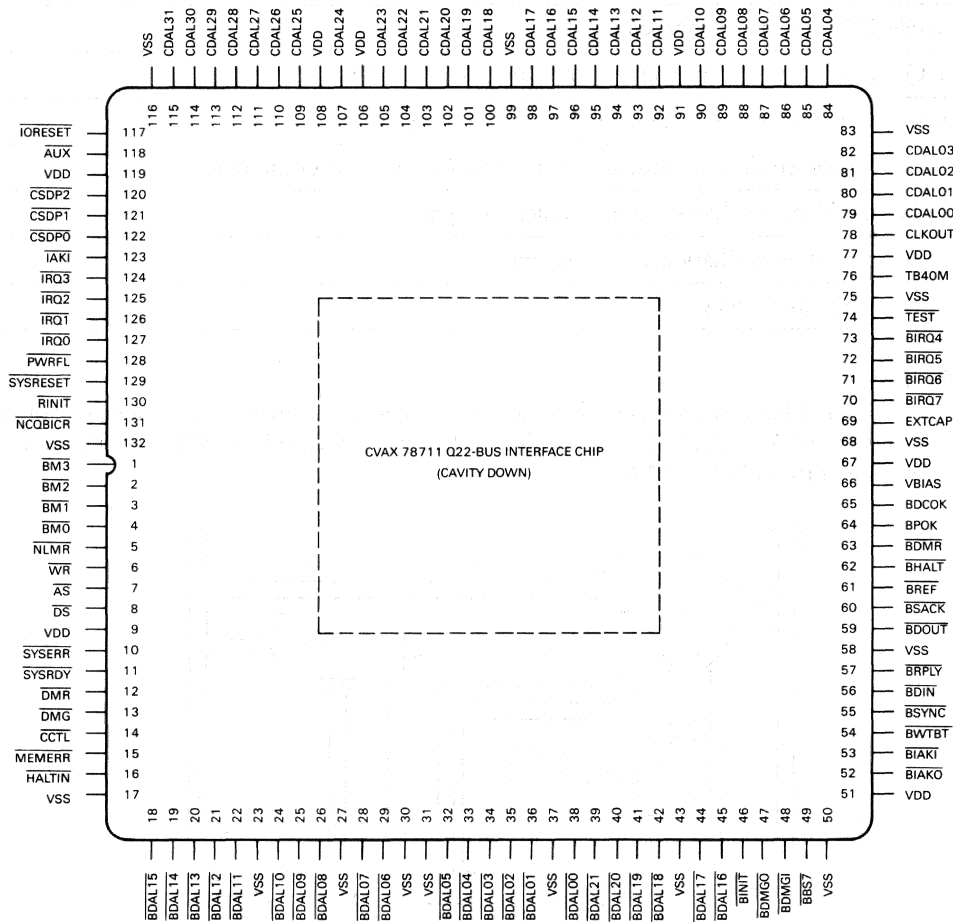 VSS CDAL31 CDAL30 CDAL29 CDAL28 CDAL27 CDAL26 CDAL25 VDD CDAL24 VDD CDAL23 CDAL22 CDAL21 CDAL20 CDAL19 CDAL18 VSS CDAL17 CDAL16 CDAL15 CDAL14 CDAL13 CDAL12 CDAL11 VDD CDAL10 CDAL09 CDAL08 CDAL07 CDAL06 CDAL05 CDAL04
116 115 114 113 112 111 110 109 108 107 106 105 104 103 102 101 100 99 98 97 96 95 94 93 92 91 90 89 88 87 86 85 84
IORESET 117
AUX 118
VDD 119
CSDP2 120
CSDP1 121
CSDP0 122
IAKI 123
IRQ3 124
IRQ2 125
IRQ1 126
IRQ0 127
PWRFL 128
SYSRESET 129
RINIT 130
NCQBICR 131
VSS 132
BM3 1
BM2 2
BM1 3
BM0 4
NLMR 5
WR 6
AS 7
DS 8
VDD 9
SYSERR 10
SYSRDY 11
DMR 12
DMG 13
CCTL 14
MEMERR 15
HALTIN 16
VSS 17
CVAX 78711 Q22-BUS INTERFACE CHIP
(CAVITY DOWN)
83 VSS
82 CDAL03
81 CDAL02
80 CDAL01
79 CDAL00
78 CLKOUT
77 VDD
76 TB40M
75 VSS
74 TEST
73 BIRQ4
72 BIRQ5
71 BIRQ6
70 BIRQ7
69 EXTCAP
68 VSS
67 VDD
66 VBIAS
65 BDCOK
64 BPOK
63 BDMR
62 BHALT
61 BREF
60 BSACK
59 BDOUT
58 VSS
57 BRPLY
56 BDIN
55 BSYNC
54 BWTBT
53 BIAKI
52 BIAKO
51 VDD
18 19 20 21 22 23 24 25 26 27 28 29 30 31 32 33 34 35 36 37 38 39 40 41 42 43 44 45 46 47 48 49 50
BDAL15 BDAL14 BDAL13 BDAL12 BDAL11 VSS BDAL10 BDAL09 BDAL08 VSS BDAL07 BDAL06 VSS VSS BDAL05 BDAL04 BDAL03 BDAL02 BDAL01 VSS BDAL00 BDAL21 BDAL20 BDAL19 BDAL18 VSS BDAL17 BDAL16 BINIT BDMGO BDMGI BBS7 VSS